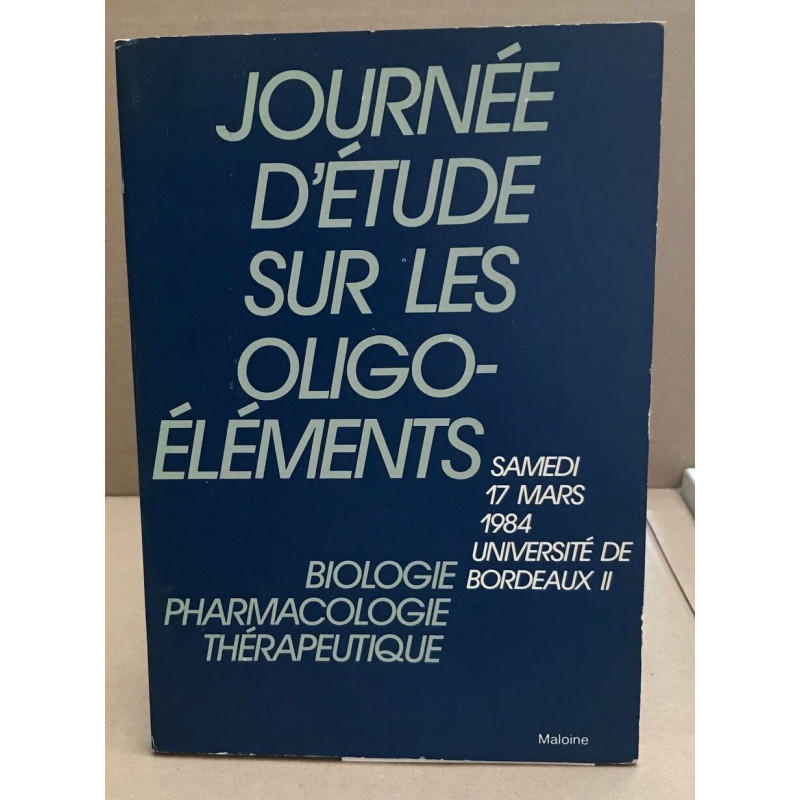 JOURNÉE
D'ÉTUDE
SUR LES
OLIGO-
ÉLÉMENTS
SAMEDI
17 MARS
1984
UNIVERSITÉ DE
BORDEAUX II
BIOLOGIE
PHARMACOLOGIE
THÉRAPEUTIQUE
Maloine